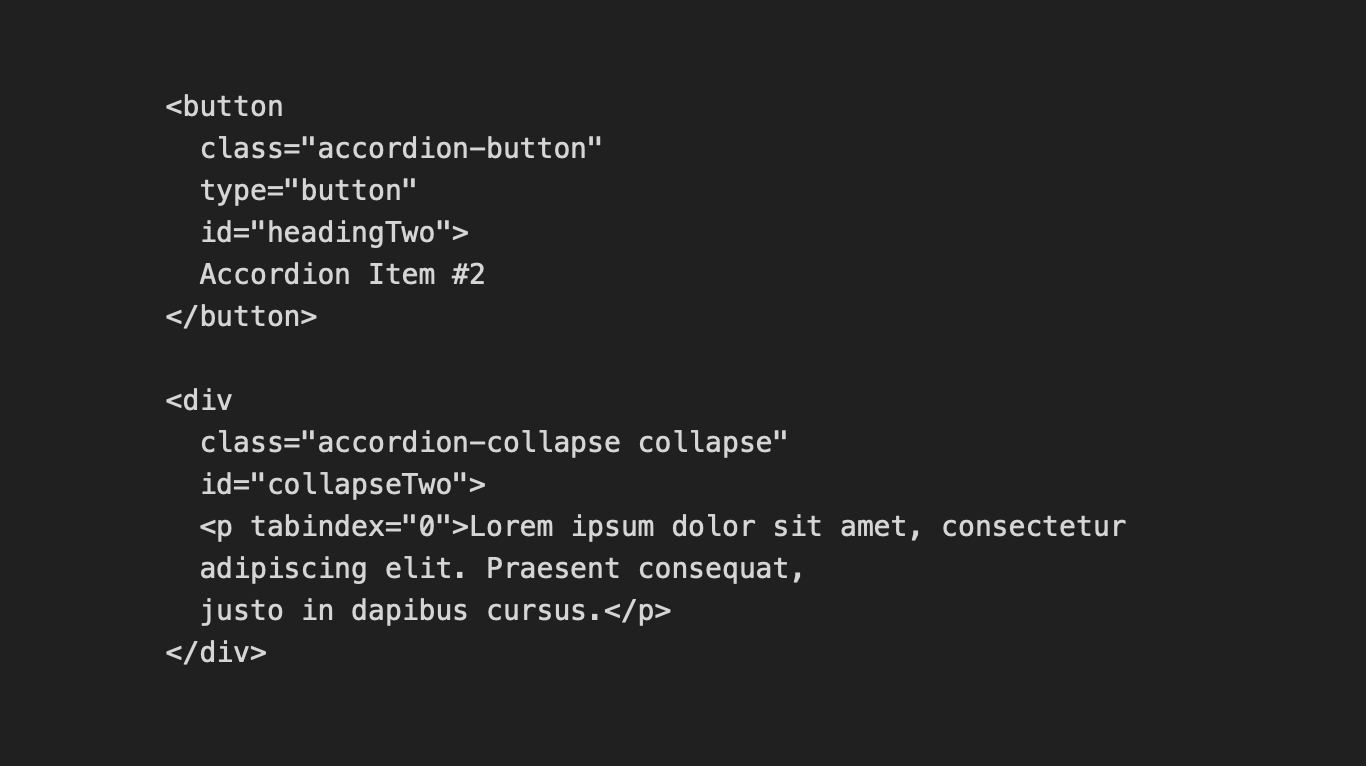 <button
  class="accordion-button"
  type="button"
  id="headingTwo">
  Accordion Item #2
</button>

<div
  class="accordion-collapse collapse"
  id="collapseTwo">
  <p tabindex="0">Lorem ipsum dolor sit amet, consectetur
  adipiscing elit. Praesent consequat,
  justo in dapibus cursus.</p>
</div>